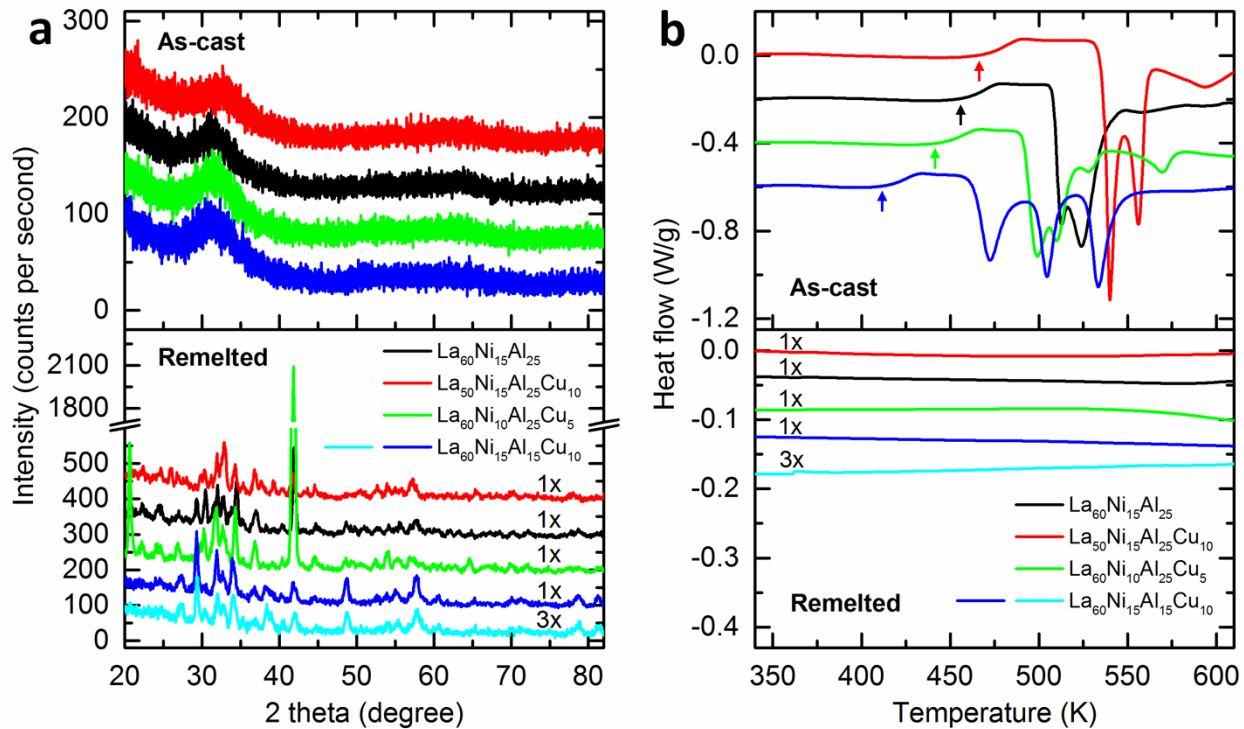 a
As-cast
300
200
100
0
Intensity (counts per second)
Remelted
2100
1800
500
400
300
200
100
0
La60Ni15Al25
La50Ni15Al25Cu10
La60Ni10Al25Cu5
La60Ni15Al15Cu10
1x
1x
1x
1x
3x
20 30 40 50 60 70 80
2 theta (degree)
b
0.0
-0.4
-0.8
-1.2
As-cast
Heat flow (W/g)
0.0
-0.1
-0.2
-0.3
-0.4
1x
1x
1x
1x
3x
La60Ni15Al25
La50Ni15Al25Cu10
La60Ni10Al25Cu5
La60Ni15Al15Cu10
Remelted
350 400 450 500 550 600
Temperature (K)